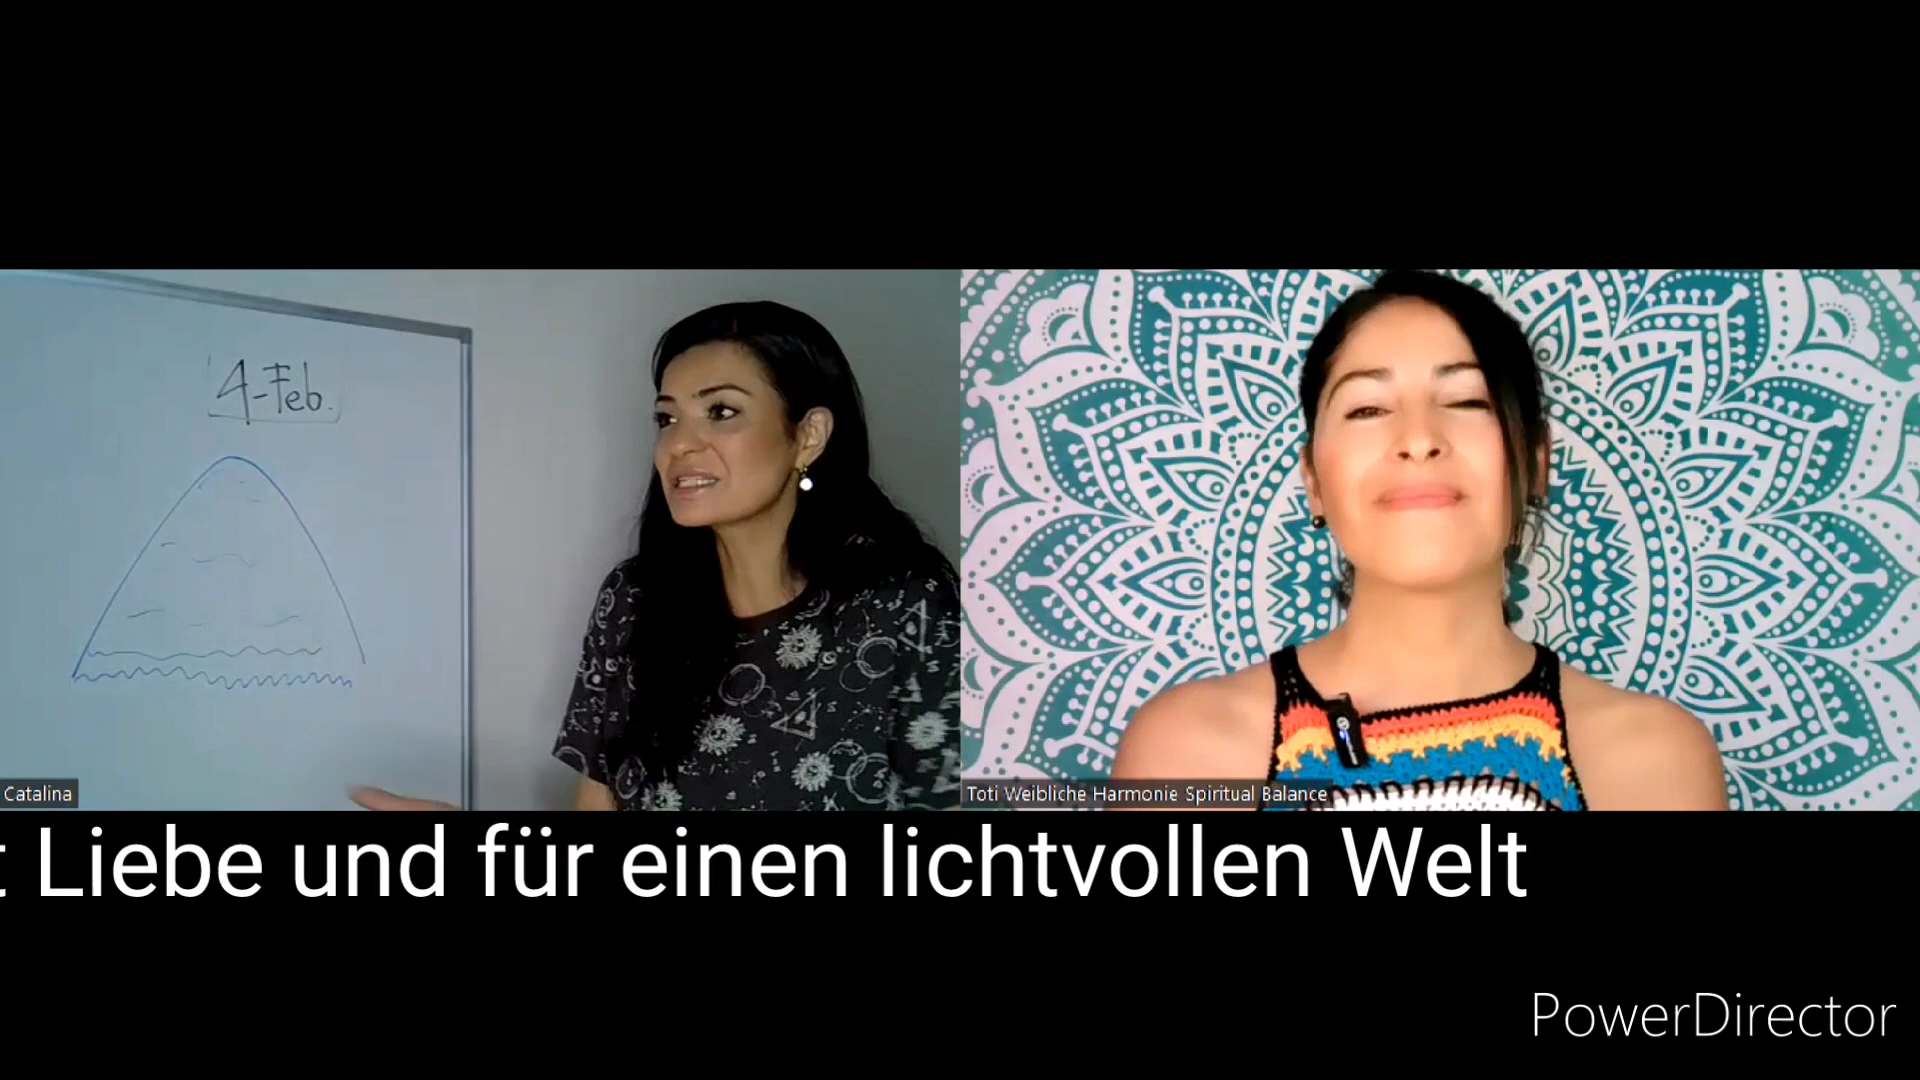 4-Feb.
Catalina
Toti Weibliche Harmonie Spiritual Balance
t Liebe und für einen lichtvollen Welt
PowerDirector